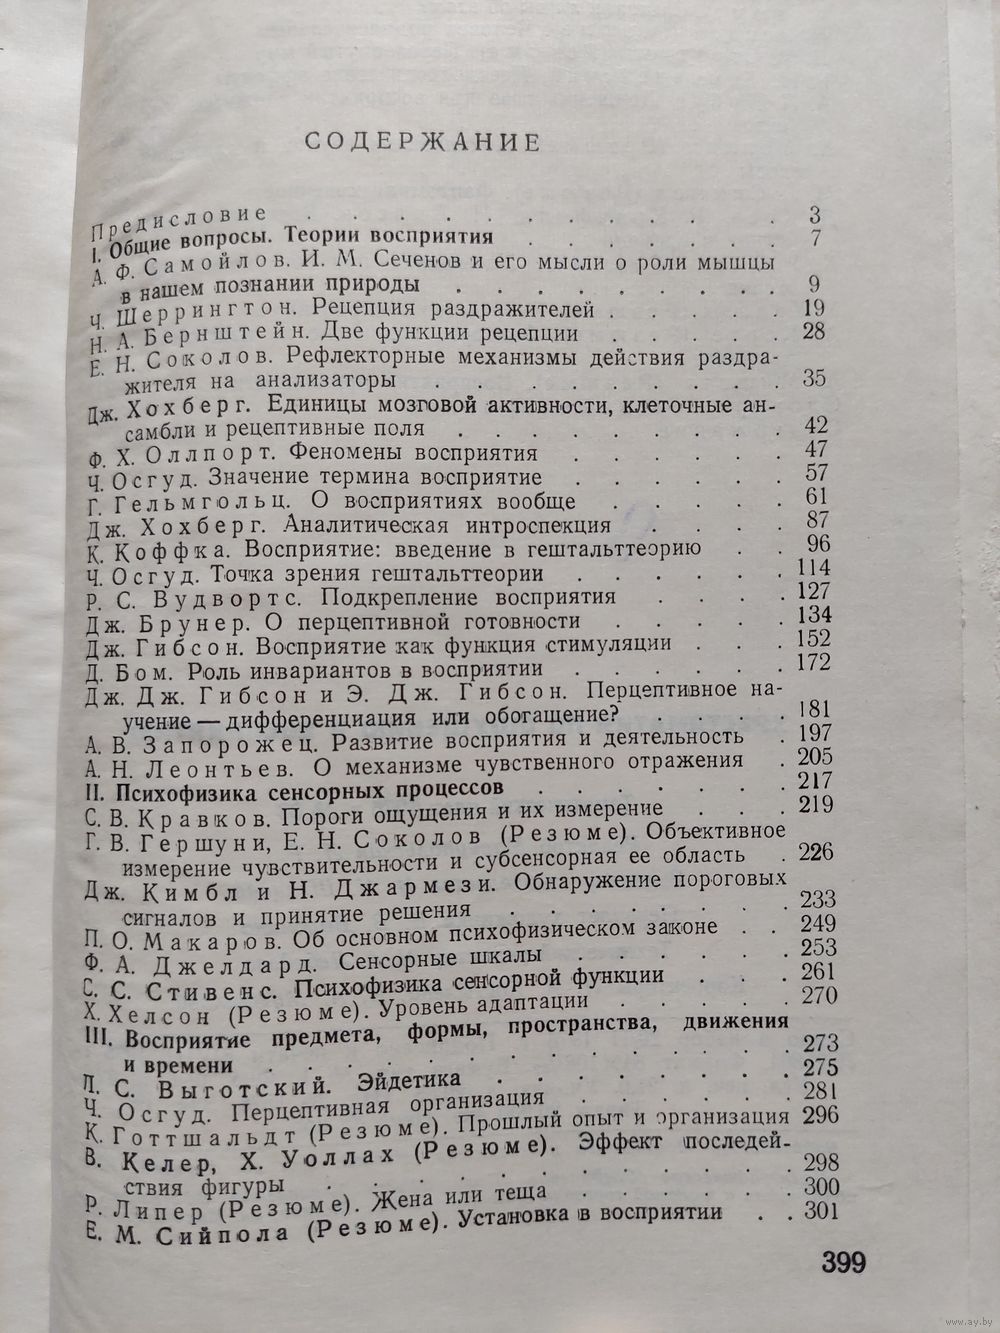 СОДЕРЖАНИЕ
Предисловие . . . . . . . . . . 3
I. Общие вопросы. Теории восприятия . . . . . . . 7
А. Ф. Самойлов. И. М. Сеченов и его мысли о роли мышцы
в нашем познании природы . . . . . . . . . 9
Ч. Шеррингтон. Рецепция раздражителей . . . . . 19
Н. А. Бернштейн. Две функции рецепции . . . . . 28
Е. Н. Соколов. Рефлекторные механизмы действия раздра-
жителя на анализаторы . . . . . . . . . 35
Дж. Хохберг. Единицы мозговой активности, клеточные ан-
самбли и рецептивные поля . . . . . . . . . 42
Ф. Х. Оллпорт. Феномены восприятия . . . . . . 47
Ч. Осгуд. Значение термина восприятие . . . . . . 57
Г. Гельмгольц. О восприятиях вообще . . . . . 61
Дж. Хохберг. Аналитическая интроспекция . . . . 87
К. Коффка. Восприятие: введение в гештальттеорию . . 96
Ч. Осгуд. Точка зрения гештальттеории . . . . . . 114
Р. С. Вудвортс. Подкрепление восприятия . . . . 127
Дж. Брунер. О перцептивной готовности . . . . . 134
Дж. Гибсон. Восприятие как функция стимуляции . . . 152
Д. Бом. Роль инвариантов в восприятии . . . . . . 172
Дж. Дж. Гибсон и Э. Дж. Гибсон. Перцептивное на-
учение — дифференциация или обогащение? . . . . 181
А. В. Запорожец. Развитие восприятия и деятельность . 197
А. Н. Леонтьев. О механизме чувственного отражения . 205
II. Психофизика сенсорных процессов . . . . . . . 217
С. В. Кравков. Пороги ощущения и их измерение . . . 219
Г. В. Гершуни, Е. Н. Соколов (Резюме). Объективное
измерение чувствительности и субсенсорная ее область . 226
Дж. Кимбл и Н. Джармези. Обнаружение пороговых
сигналов и принятие решения . . . . . . . . 233
П. О. Макаров. Об основном психофизическом законе . . 249
Ф. А. Джелдард. Сенсорные шкалы . . . . . . 253
С. С. Стивенс. Психофизика сенсорной функции . . . 261
Х. Хелсон (Резюме). Уровень адаптации . . . . . 270
III. Восприятие предмета, формы, пространства, движения
и времени . . . . . . . . . . . . 273
Л. С. Выготский. Эйдетика . . . . . . . . 275
Ч. Осгуд. Перцептивная организация . . . . . . 281
К. Готтшальдт (Резюме). Прошлый опыт и организация 296
В. Келер, Х. Уоллах (Резюме). Эффект последей-
ствия фигуры . . . . . . . . . . . 298
Р. Липер (Резюме). Жена или теща . . . . . . 300
Е. М. Сийпола (Резюме). Установка в восприятии . . 301
399
www.ay.by